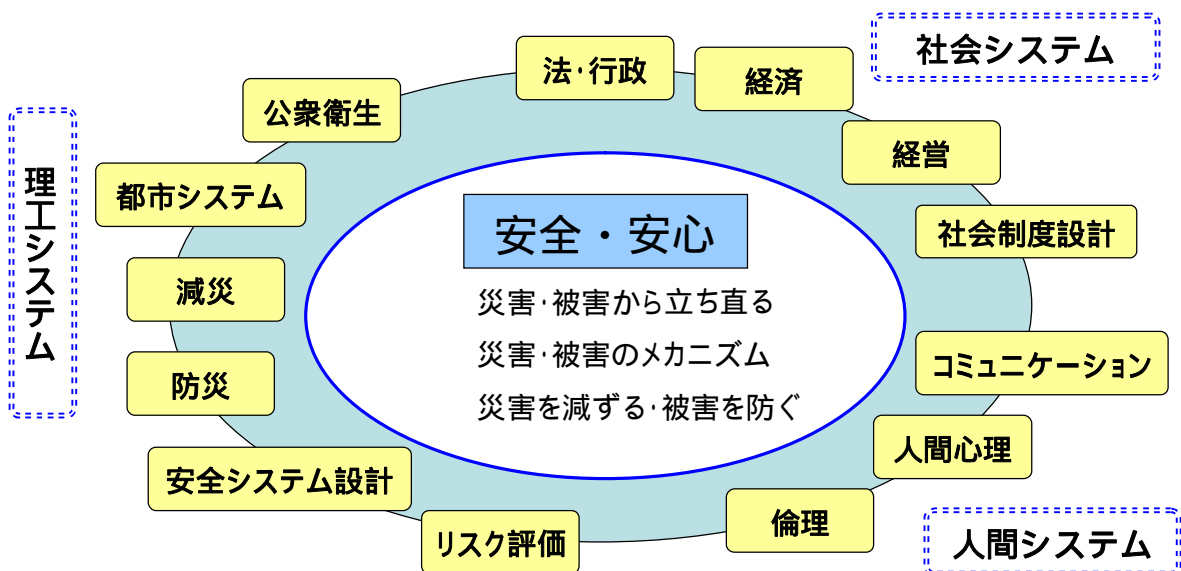 社会システム
法・行政
経済
公衆衛生
経営
理工システム
都市システム
社会制度設計
安全・安心
減災
災害・被害から立ち直る
災害・被害のメカニズム
コミュニケーション
防災
災害を減ずる・被害を防ぐ
人間心理
安全システム設計
倫理
リスク評価
人間システム